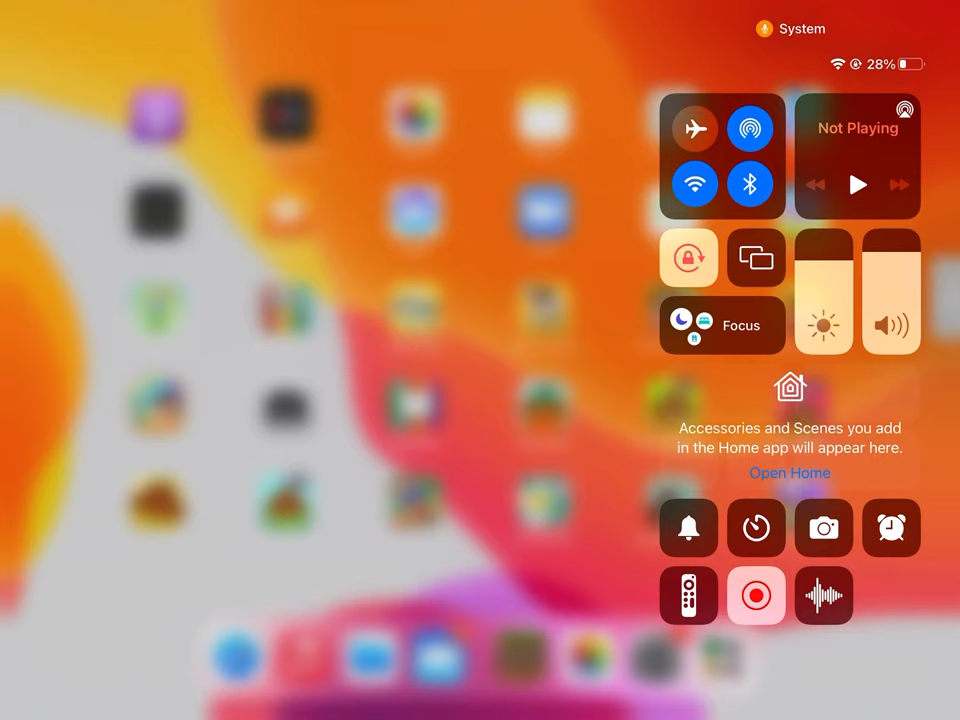 System
28%
Not Playing
Focus
Accessories and Scenes you add
in the Home app will appear here.
Open Home